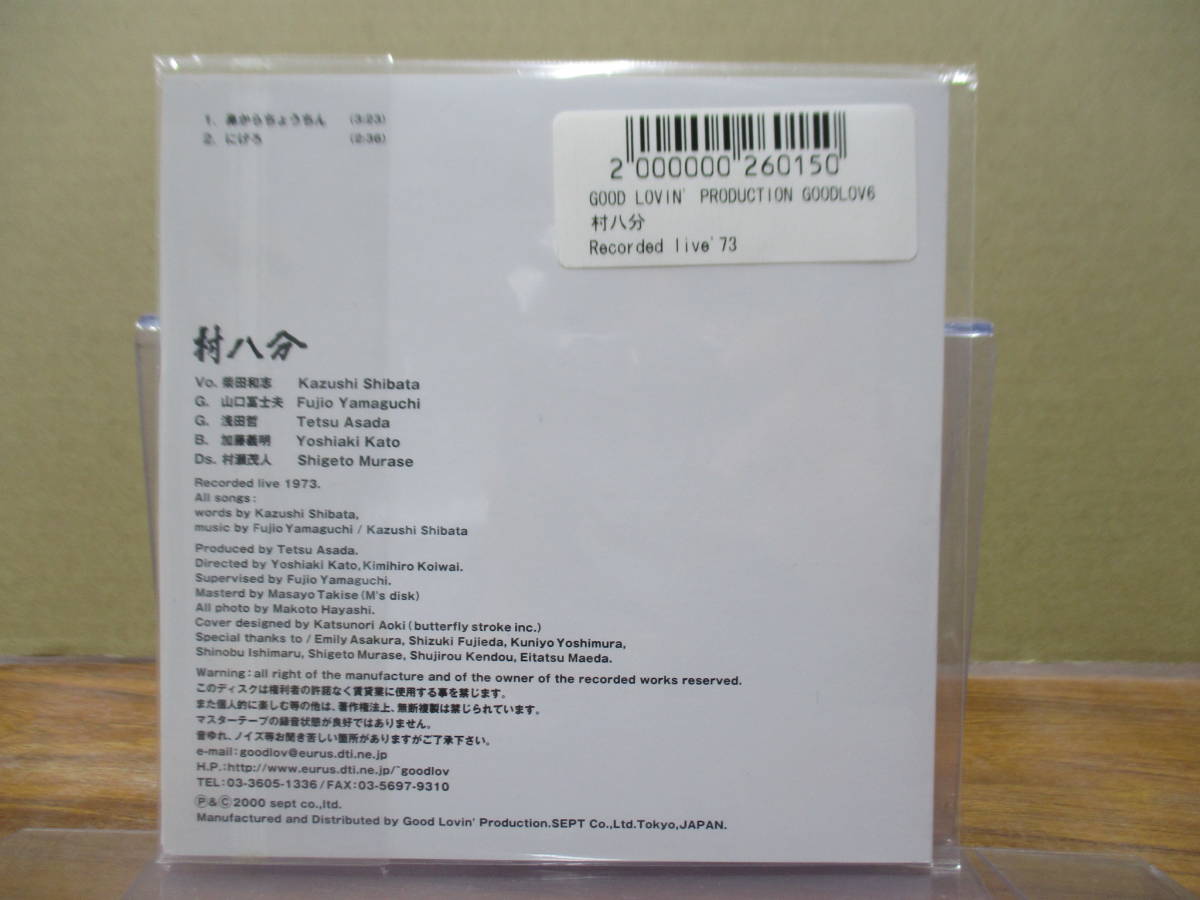 1. 鼻からちょうちん (3:23)
2. にげろ (2:36)
2 000000 260150
GOOD LOVIN' PRODUCTION GOODLOV6
村八分
Recorded live'73
村八分
Vo. 柴田和志 Kazushi Shibata
G. 山口冨士夫 Fujio Yamaguchi
G. 浅田哲 Tetsu Asada
B. 加藤義明 Yoshiaki Kato
Ds. 村瀬茂人 Shigeto Murase
Recorded live 1973.
All songs:
words by Kazushi Shibata,
music by Fujio Yamaguchi / Kazushi Shibata
Produced by Tetsu Asada.
Directed by Yoshiaki Kato,Kimihiro Koiwai.
Supervised by Fujio Yamaguchi.
Masterd by Masayo Takise(M's disk)
All photo by Makoto Hayashi.
Cover designed by Katsunori Aoki(butterfly stroke inc.)
Special thanks to / Emily Asakura, Shizuki Fujieda, Kuniyo Yoshimura,
Shinobu Ishimaru, Shigeto Murase, Shujirou Kendou, Eitatsu Maeda.
Warning:all right of the manufacture and of the owner of the recorded works reserved.
このディスクは権利者の許諾なく賃貸業に使用する事を禁じます。
また個人的に楽しむ等の他は、著作権法上、無断複製は禁じられています。
マスターテープの録音状態が良好ではありません。
音ゆれ、ノイズ等お聞き苦しい箇所がありますがご了承下さい。
e-mail:goodlov@eurus.dti.ne.jp
H.P.:http://www.eurus.dti.ne.jp/~goodlov
TEL:03-3605-1336/FAX:03-5697-9310
Ⓟ&Ⓒ2000 sept co.,ltd.
Manufactured and Distributed by Good Lovin' Production.SEPT Co.,Ltd.Tokyo,JAPAN.